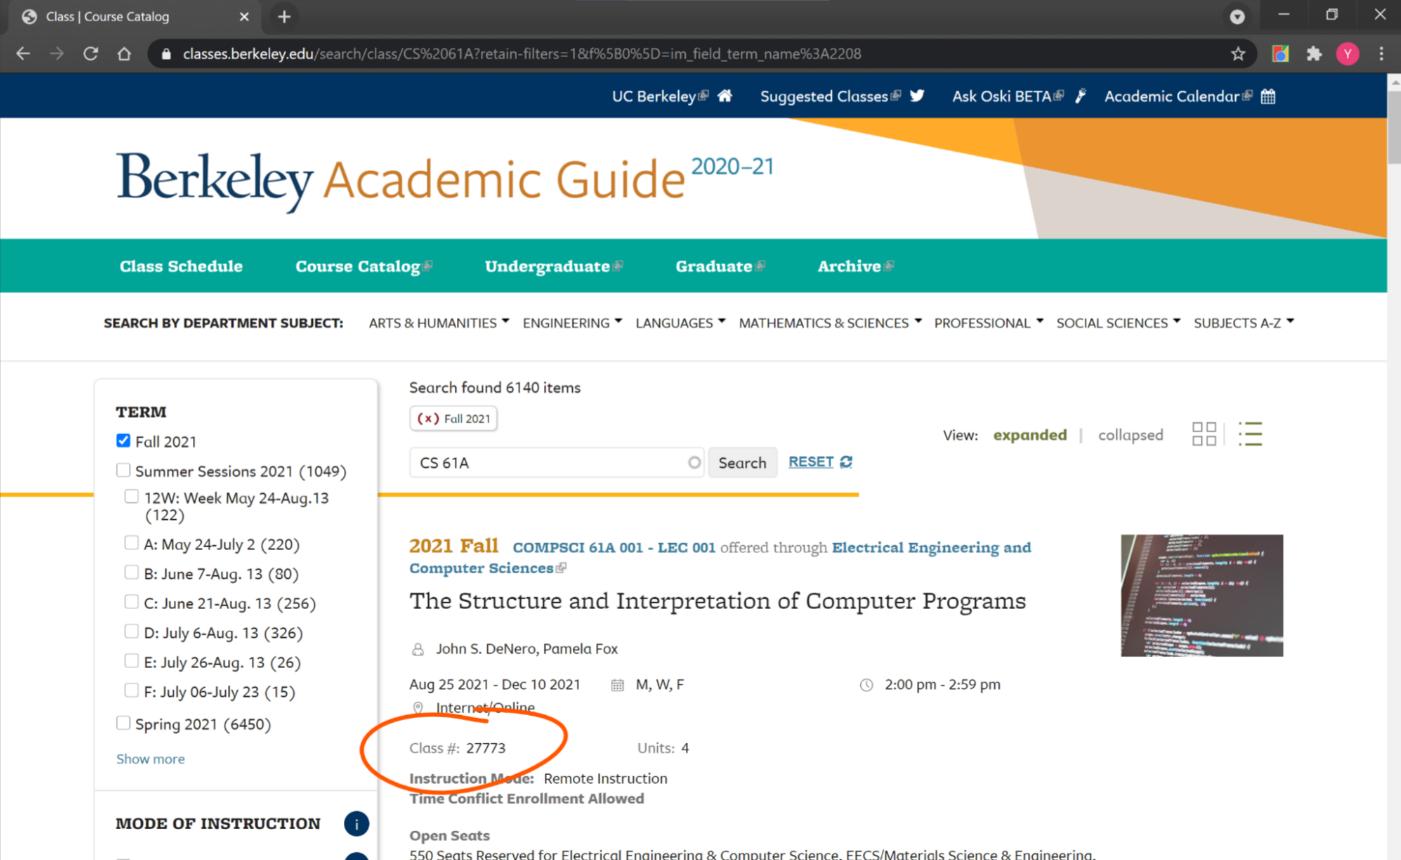 Class | Course Catalog
classes.berkeley.edu/search/class/CS%2061A?retain-filters=1&f%5B0%5D=im_field_term_name%3A2208
Y
UC Berkeley Suggested Classes Ask Oski BETA Academic Calendar
Berkeley Academic Guide 2020–21
Class Schedule Course Catalog Undergraduate Graduate Archive
SEARCH BY DEPARTMENT SUBJECT: ARTS & HUMANITIES ENGINEERING LANGUAGES MATHEMATICS & SCIENCES PROFESSIONAL SOCIAL SCIENCES SUBJECTS A-Z
TERM
Fall 2021
Summer Sessions 2021 (1049)
12W: Week May 24-Aug.13
(122)
A: May 24-July 2 (220)
B: June 7-Aug. 13 (80)
C: June 21-Aug. 13 (256)
D: July 6-Aug. 13 (326)
E: July 26-Aug. 13 (26)
F: July 06-July 23 (15)
Spring 2021 (6450)
Show more
MODE OF INSTRUCTION i
Search found 6140 items
(x) Fall 2021
View: expanded | collapsed
CS 61A Search RESET
2021 Fall COMPSCI 61A 001 - LEC 001 offered through Electrical Engineering and
Computer Sciences
The Structure and Interpretation of Computer Programs
John S. DeNero, Pamela Fox
Aug 25 2021 - Dec 10 2021 M, W, F 2:00 pm - 2:59 pm
Internet/Online
Class #: 27773 Units: 4
Instruction Mode: Remote Instruction
Time Conflict Enrollment Allowed
Open Seats
550 Seats Reserved for Electrical Engineering & Computer Science, EECS/Materials Science & Engineering,